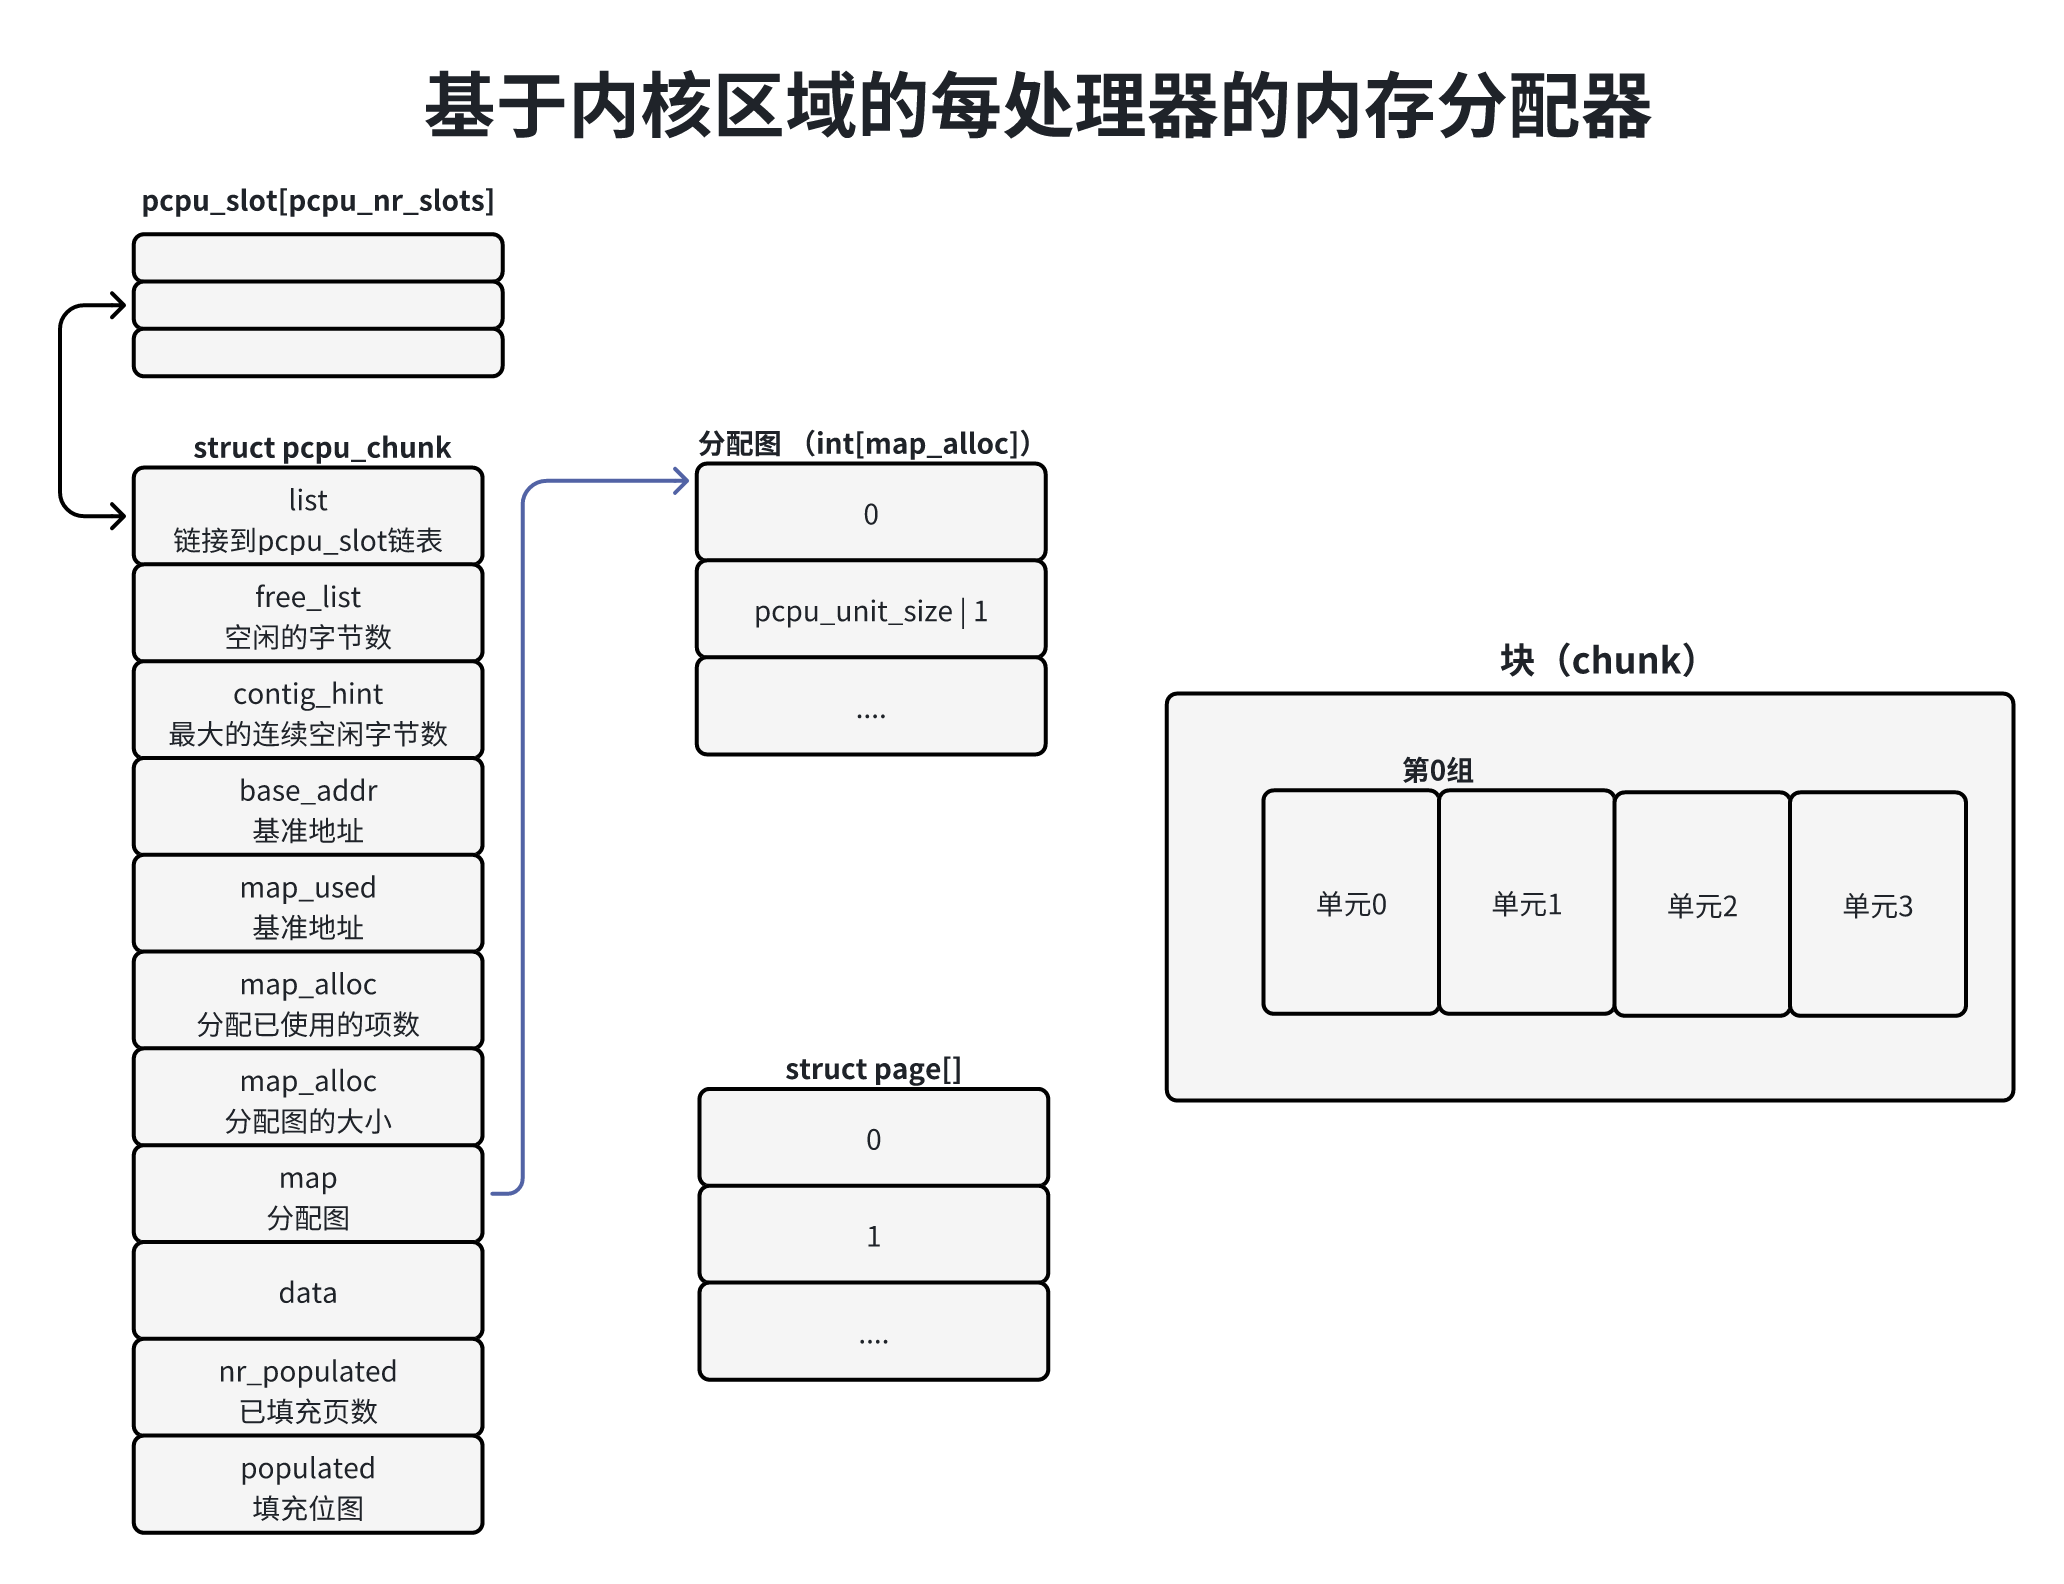 基于内核区域的每处理器的内存分配器
pcpu_slot[pcpu_nr_slots]
struct pcpu_chunk
list
链接到pcpu_slot链表
free_list
空闲的字节数
contig_hint
最大的连续空闲字节数
base_addr
基准地址
map_used
基准地址
map_alloc
分配已使用的项数
map_alloc
分配图的大小
map
分配图
data
nr_populated
已填充页数
populated
填充位图
分配图 （int[map_alloc]）
0
pcpu_unit_size | 1
....
struct page[]
0
1
....
块（chunk）
第0组
单元0
单元1
单元2
单元3